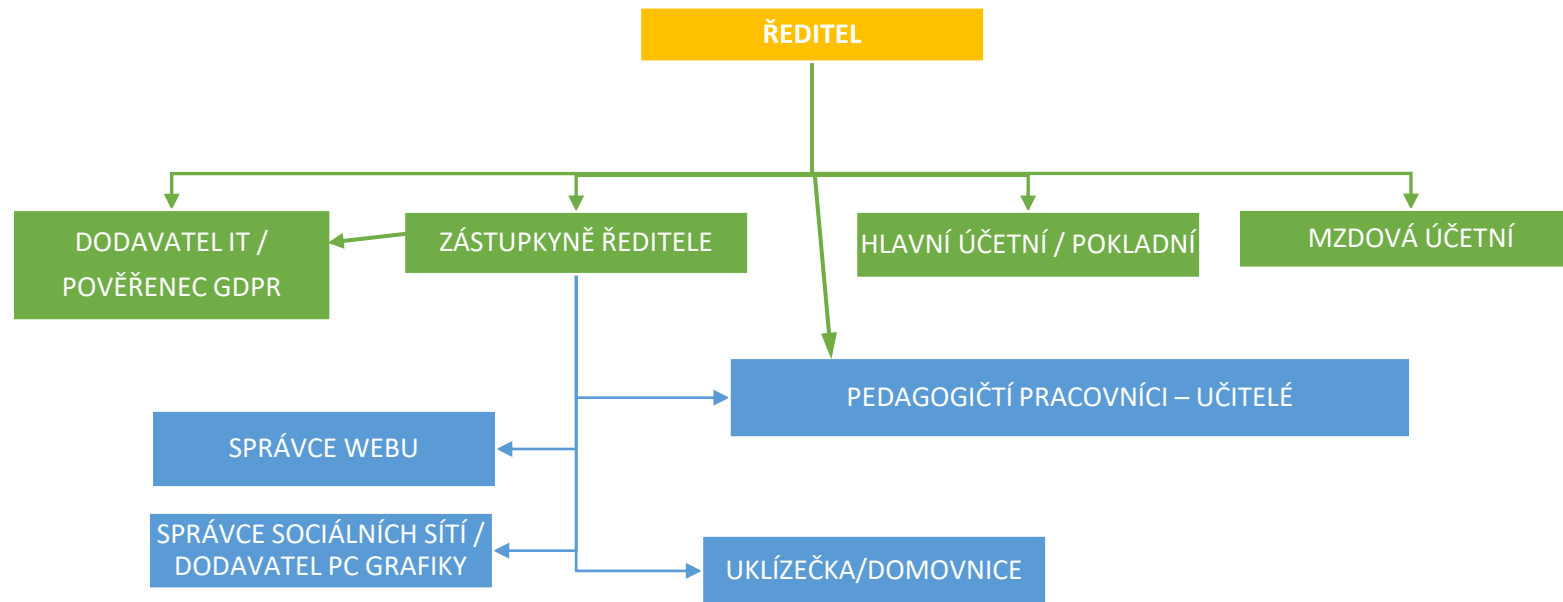 ŘEDITEL
DODAVATEL IT /
POVĚŘENEC GDPR
ZÁSTUPKYNĚ ŘEDITELE
HLAVNÍ ÚČETNÍ / POKLADNÍ
MZDOVÁ ÚČETNÍ
PEDAGOGIČTÍ PRACOVNÍCI – UČITELÉ
SPRÁVCE WEBU
SPRÁVCE SOCIÁLNÍCH SÍTÍ /
DODAVATEL PC GRAFIKY
UKLÍZEČKA/DOMOVNICE